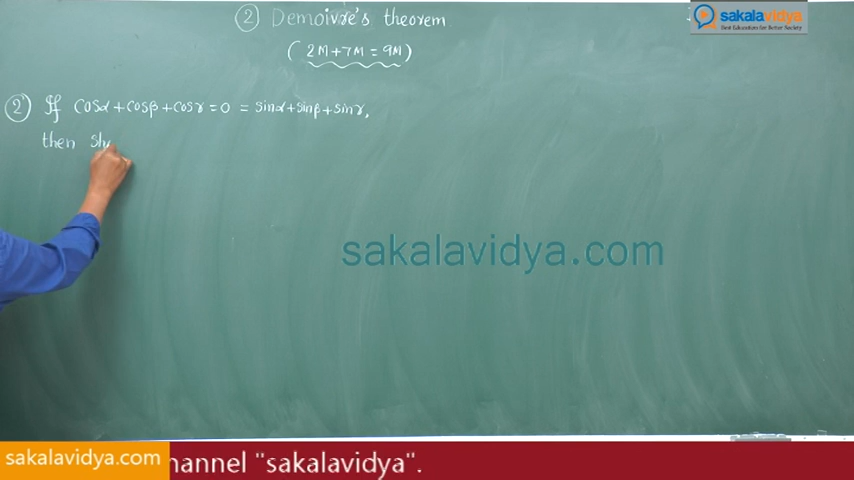 ② Demoivre's theorem
sakalavidya
Best Education for Better Society
(2M+7M=9M)
② If cosα+cosβ+cosγ=0=sinα+sinβ+sinγ,
then sh
sakalavidya.com
sakalavidya.com hannel "sakalavidya".